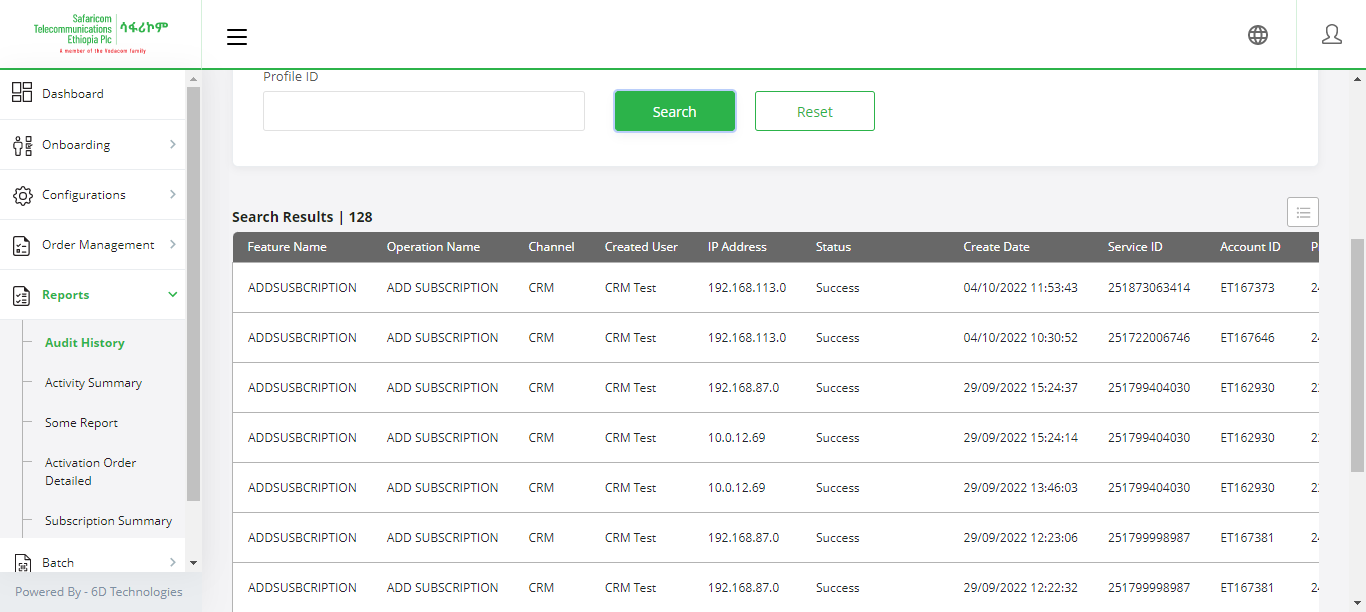 Safaricom
Telecommunications
Ethiopia Plc
ሳፋሪኮም
A member of the Vodacom family
Dashboard
Onboarding
Configurations
Order Management
Reports
Audit History
Activity Summary
Some Report
Activation Order
Detailed
Subscription Summary
Batch
Powered By - 6D Technologies
Profile ID
Search
Reset
Search Results | 128
Feature Name Operation Name Channel Created User IP Address Status Create Date Service ID Account ID
ADDSUSBCRIPTION ADD SUBSCRIPTION CRM CRM Test 192.168.113.0 Success 04/10/2022 11:53:43 251873063414 ET167373
ADDSUSBCRIPTION ADD SUBSCRIPTION CRM CRM Test 192.168.113.0 Success 04/10/2022 10:30:52 251722006746 ET167646
ADDSUSBCRIPTION ADD SUBSCRIPTION CRM CRM Test 192.168.87.0 Success 29/09/2022 15:24:37 251799404030 ET162930
ADDSUSBCRIPTION ADD SUBSCRIPTION CRM CRM Test 10.0.12.69 Success 29/09/2022 15:24:14 251799404030 ET162930
ADDSUSBCRIPTION ADD SUBSCRIPTION CRM CRM Test 10.0.12.69 Success 29/09/2022 13:46:03 251799404030 ET162930
ADDSUSBCRIPTION ADD SUBSCRIPTION CRM CRM Test 192.168.87.0 Success 29/09/2022 12:23:06 251799998987 ET167381
ADDSUSBCRIPTION ADD SUBSCRIPTION CRM CRM Test 192.168.87.0 Success 29/09/2022 12:22:32 251799998987 ET167381